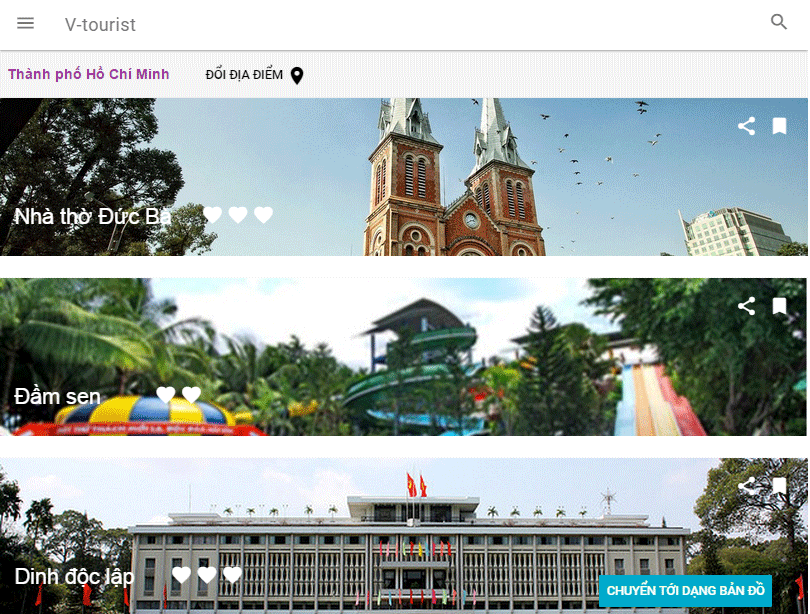 V-tourist
Thành phố Hồ Chí Minh
ĐỔI ĐỊA ĐIỂM
Nhà thờ Đức Bà
Đầm sen
Dinh độc lập
CHUYỂN TỚI DẠNG BẢN ĐỒ